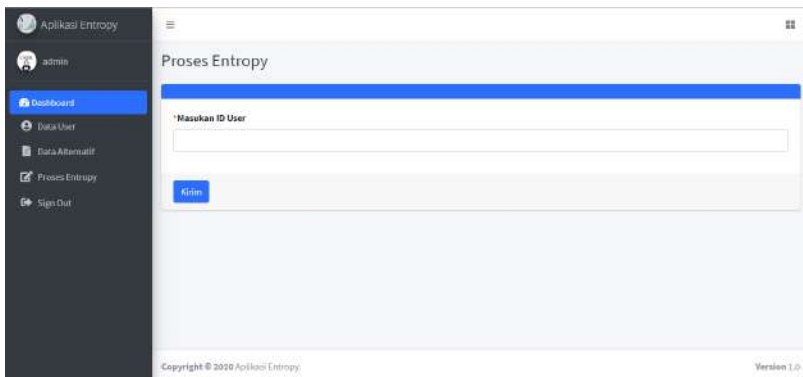 Aplikasi Entropy
admin
Dashboard
Data User
Data Alternatif
Proses Entropy
Sign Out
Proses Entropy
*Masukan ID User
Kirim
Copyright © 2020 Aplikasi Entropy.
Version 1.0